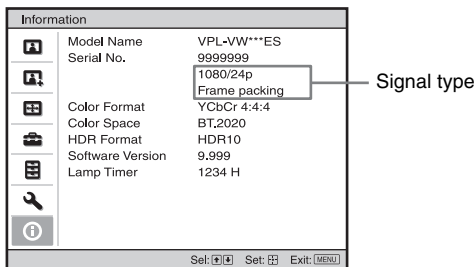 Information
Model Name VPL-VW***ES
Serial No. 9999999
1080/24p
Frame packing
Signal type
Color Format YCbCr 4:4:4
Color Space BT.2020
HDR Format HDR10
Software Version 9.999
Lamp Timer 1234 H
Sel: Set: Exit: MENU